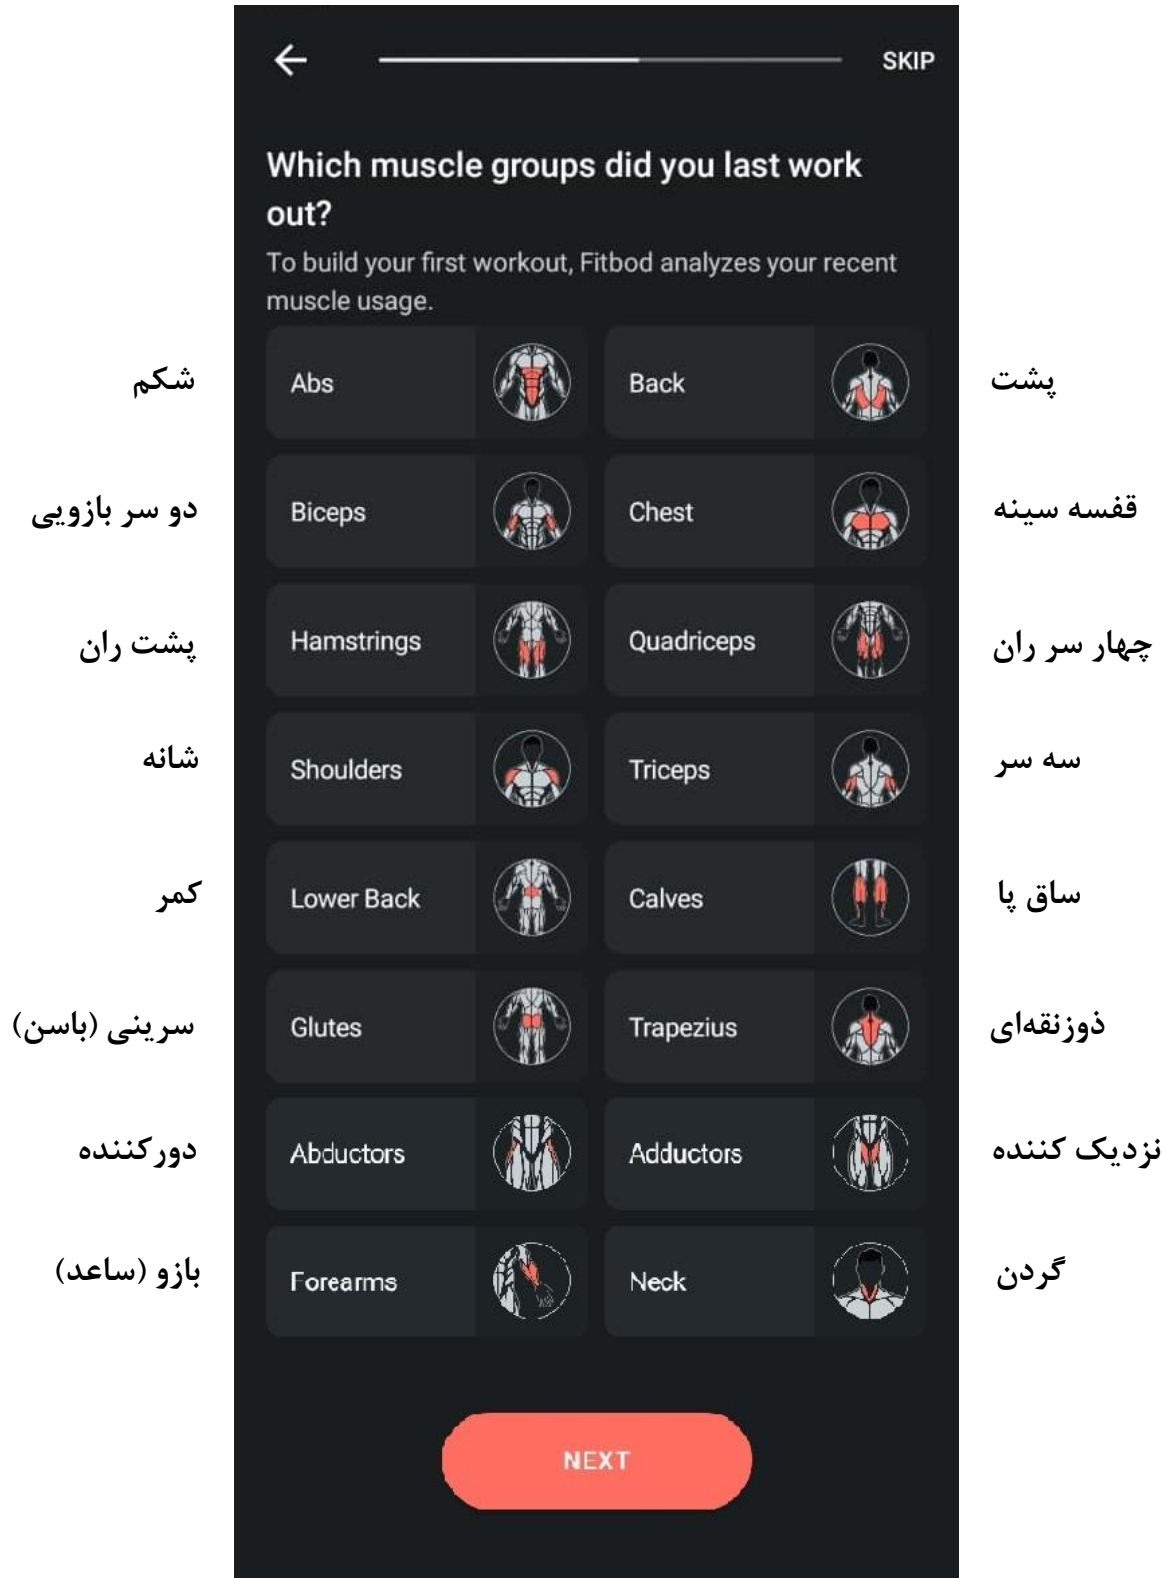 SKIP
Which muscle groups did you last work
out?
To build your first workout, Fitbod analyzes your recent
muscle usage.
شکم
Abs
Back
پشت
دو سر بازویی
Biceps
Chest
قفسه سینه
پشت ران
Hamstrings
Quadriceps
چهار سر ران
شانه
Shoulders
Triceps
سه سر
کمر
Lower Back
Calves
ساق پا
سرینی (باسن)
Glutes
Trapezius
ذوزنقه‌ای
دورکننده
Abductors
Adductors
نزدیک کننده
بازو (ساعد)
Forearms
Neck
گردن
NEXT